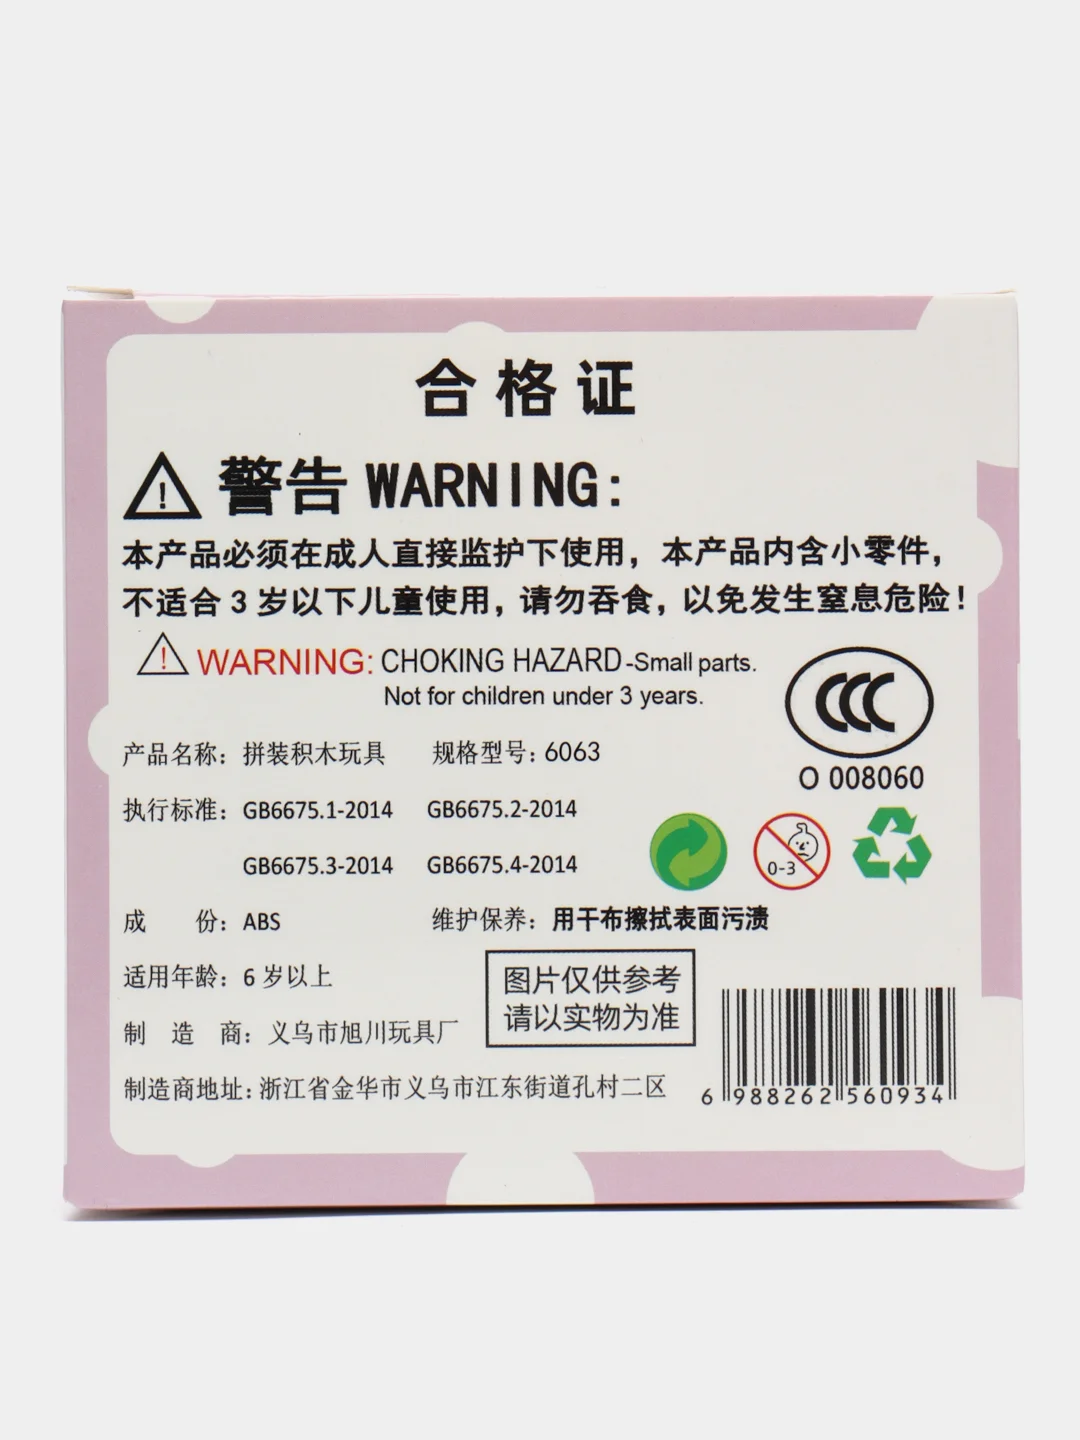 合格证
警告 WARNING:
本产品必须在成人直接监护下使用，本产品内含小零件，
不适合3岁以下儿童使用，请勿吞食，以免发生窒息危险！
WARNING: CHOKING HAZARD-Small parts.
Not for children under 3 years.
CCC
O 008060
产品名称：拼装积木玩具 规格型号：6063
执行标准：GB6675.1-2014 GB6675.2-2014
GB6675.3-2014 GB6675.4-2014
0-3
成 份：ABS 维护保养：用干布擦拭表面污渍
适用年龄：6岁以上
图片仅供参考
请以实物为准
制 造 商：义乌市旭川玩具厂
制造商地址：浙江省金华市义乌市江东街道孔村二区
6 988262 560934